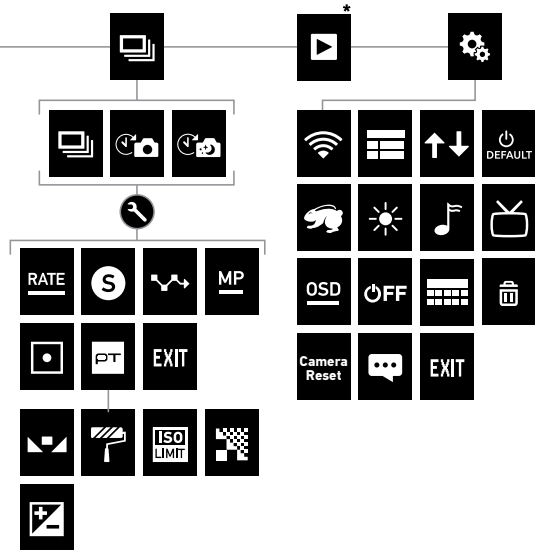 *
DEFAULT
RATE
S
MP
OSD
OFF
PT
EXIT
Camera
Reset
EXIT
ISO
LIMIT